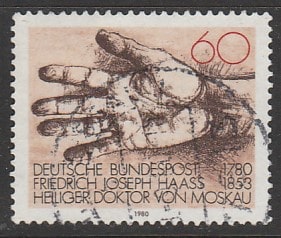 60
DEUTSCHE BUNDESPOST 1780
FRIEDRICH JOSEPH HAASS 1853
HEILIGER DOKTOR VON MOSKAU
1980